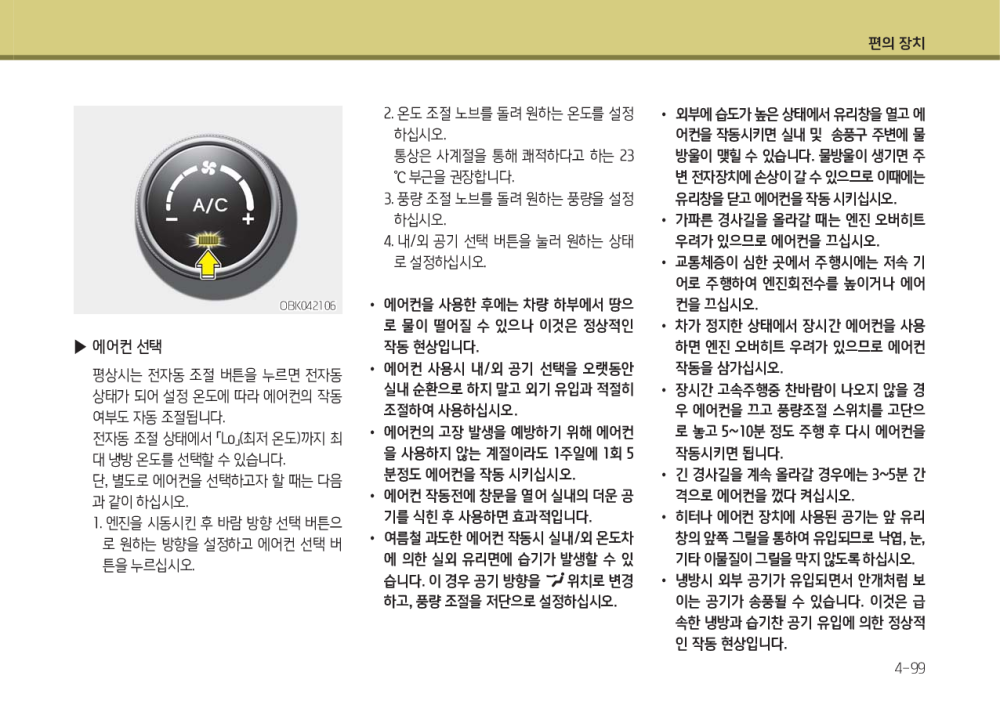 편의 장치
A/C
OBK042106
▶ 에어컨 선택
평상시는 전자동 조절 버튼을 누르면 전자동
상태가 되어 설정 온도에 따라 에어컨의 작동
여부도 자동 조절됩니다.
전자동 조절 상태에서 「Lo」(최저 온도)까지 최
대 냉방 온도를 선택할 수 있습니다.
단, 별도로 에어컨을 선택하고자 할 때는 다음
과 같이 하십시오.
1. 엔진을 시동시킨 후 바람 방향 선택 버튼으
로 원하는 방향을 설정하고 에어컨 선택 버
튼을 누르십시오.
2. 온도 조절 노브를 돌려 원하는 온도를 설정
하십시오.
통상은 사계절을 통해 쾌적하다고 하는 23
℃ 부근을 권장합니다.
3. 풍량 조절 노브를 돌려 원하는 풍량을 설정
하십시오.
4. 내/외 공기 선택 버튼을 눌러 원하는 상태
로 설정하십시오.
• 에어컨을 사용한 후에는 차량 하부에서 땅으
로 물이 떨어질 수 있으나 이것은 정상적인
작동 현상입니다.
• 에어컨 사용시 내/외 공기 선택을 오랫동안
실내 순환으로 하지 말고 외기 유입과 적절히
조절하여 사용하십시오.
• 에어컨의 고장 발생을 예방하기 위해 에어컨
을 사용하지 않는 계절이라도 1주일에 1회 5
분정도 에어컨을 작동 시키십시오.
• 에어컨 작동전에 창문을 열어 실내의 더운 공
기를 식힌 후 사용하면 효과적입니다.
• 여름철 과도한 에어컨 작동시 실내/외 온도차
에 의한 실외 유리면에 습기가 발생할 수 있
습니다. 이 경우 공기 방향을 위치로 변경
하고, 풍량 조절을 저단으로 설정하십시오.
• 외부에 습도가 높은 상태에서 유리창을 열고 에
어컨을 작동시키면 실내 및 송풍구 주변에 물
방울이 맺힐 수 있습니다. 물방울이 생기면 주
변 전자장치에 손상이 갈 수 있으므로 이때에는
유리창을 닫고 에어컨을 작동 시키십시오.
• 가파른 경사길을 올라갈 때는 엔진 오버히트
우려가 있으므로 에어컨을 끄십시오.
• 교통체증이 심한 곳에서 주행시에는 저속 기
어로 주행하여 엔진회전수를 높이거나 에어
컨을 끄십시오.
• 차가 정지한 상태에서 장시간 에어컨을 사용
하면 엔진 오버히트 우려가 있으므로 에어컨
작동을 삼가십시오.
• 장시간 고속주행중 찬바람이 나오지 않을 경
우 에어컨을 끄고 풍량조절 스위치를 고단으
로 놓고 5~10분 정도 주행 후 다시 에어컨을
작동시키면 됩니다.
• 긴 경사길을 계속 올라갈 경우에는 3~5분 간
격으로 에어컨을 껐다 켜십시오.
• 히터나 에어컨 장치에 사용된 공기는 앞 유리
창의 앞쪽 그릴을 통하여 유입되므로 낙엽, 눈,
기타 이물질이 그릴을 막지 않도록 하십시오.
• 냉방시 외부 공기가 유입되면서 안개처럼 보
이는 공기가 송풍될 수 있습니다. 이것은 급
속한 냉방과 습기찬 공기 유입에 의한 정상적
인 작동 현상입니다.
4-99